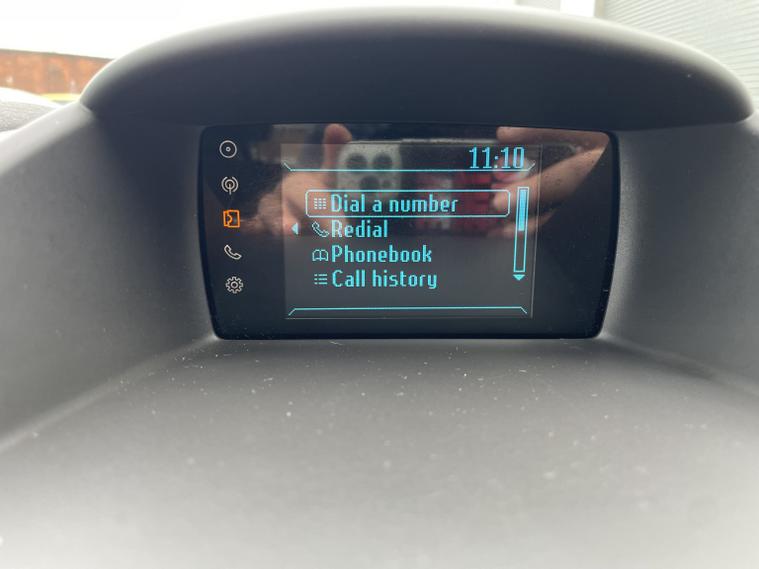 11:10
Dial a number
Redial
Phonebook
Call history